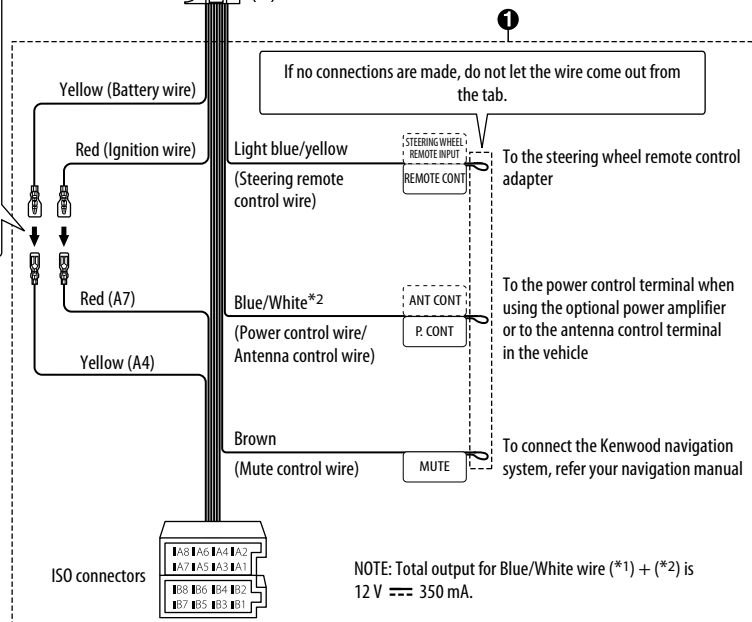 ❶
If no connections are made, do not let the wire come out from
the tab.
Yellow (Battery wire)
Red (Ignition wire)
Light blue/yellow
(Steering remote
control wire)
STEERING WHEEL
REMOTE INPUT
REMOTE CONT
To the steering wheel remote control
adapter
Red (A7)
Yellow (A4)
Blue/White*2
(Power control wire/
Antenna control wire)
ANT CONT
P. CONT
To the power control terminal when
using the optional power amplifier
or to the antenna control terminal
in the vehicle
Brown
(Mute control wire)
MUTE
To connect the Kenwood navigation
system, refer your navigation manual
ISO connectors
A8 A6 A4 A2
A7 A5 A3 A1
B8 B6 B4 B2
B7 B5 B3 B1
NOTE: Total output for Blue/White wire (*1) + (*2) is
12 V ⎓ 350 mA.